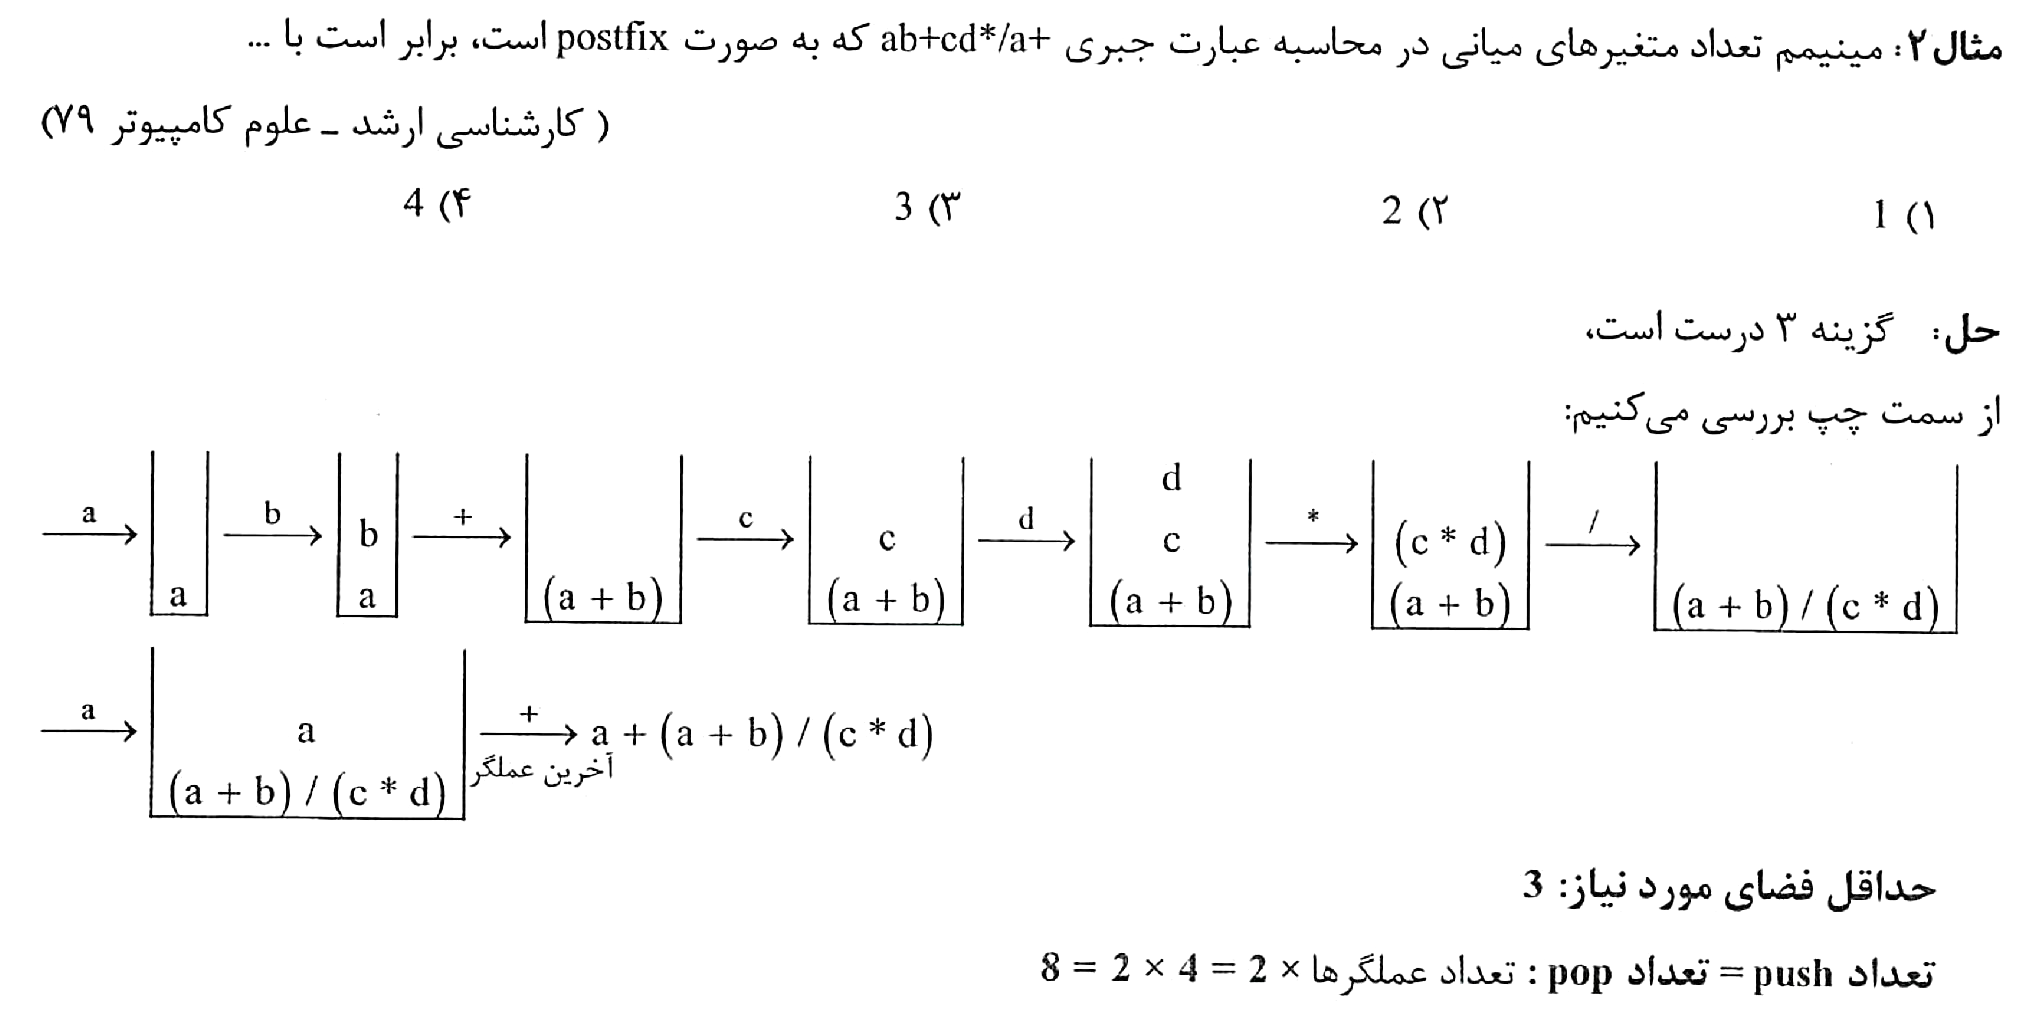 مثال ۲: مینیمم تعداد متغیرهای میانی در محاسبه عبارت جبری ab+cd*/a+ که به صورت postfix است، برابر است با ...
( کارشناسی ارشد ـ علوم کامپیوتر ۷۹)
۱) 1 ۲) 2 ۳) 3 ۴) 4
حل: گزینه ۳ درست است،
از سمت چپ بررسی می‌کنیم:
a b + c d * /
d
b c c (c * d)
a a (a + b) (a + b) (a + b) (a + b) (a + b) / (c * d)
a +
a a + (a + b) / (c * d)
آخرین عملگر
(a + b) / (c * d)
حداقل فضای مورد نیاز: 3
تعداد push = تعداد pop : تعداد عملگرها × 2 = 4 × 2 = 8